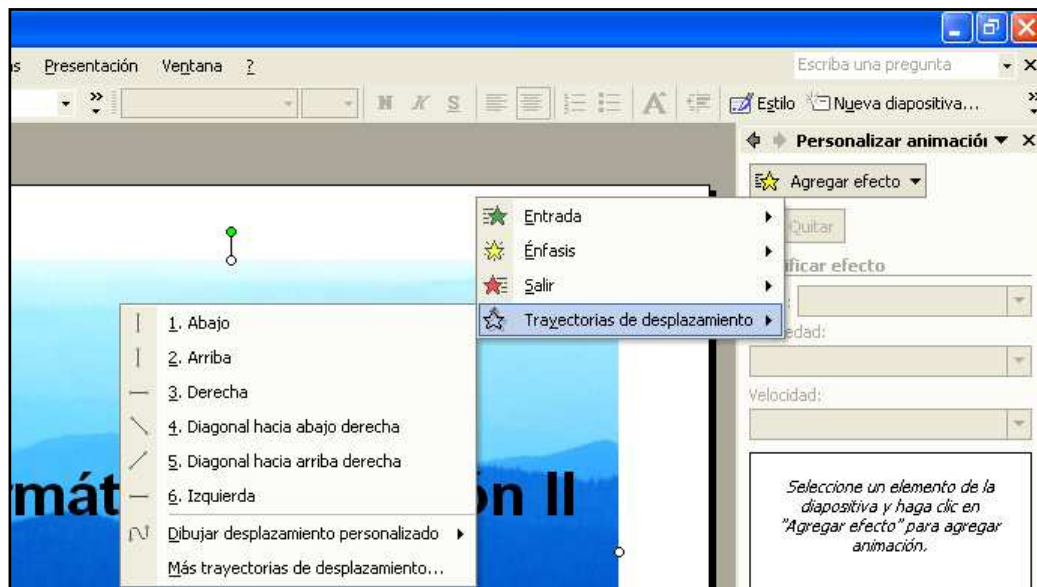 s Presentación Ventana ?
Escriba una pregunta
N K S A Estilo Nueva diapositiva...
Personalizar animación
Agregar efecto
Entrada
Quitar
Énfasis
ificar efecto
Salir
Trayectorias de desplazamiento
edad:
Velocidad:
1. Abajo
2. Arriba
3. Derecha
4. Diagonal hacia abajo derecha
5. Diagonal hacia arriba derecha
6. Izquierda
Dibujar desplazamiento personalizado
Más trayectorias de desplazamiento...
rmát
ón II
Seleccione un elemento de la
diapositiva y haga clic en
"Agregar efecto" para agregar
animación.